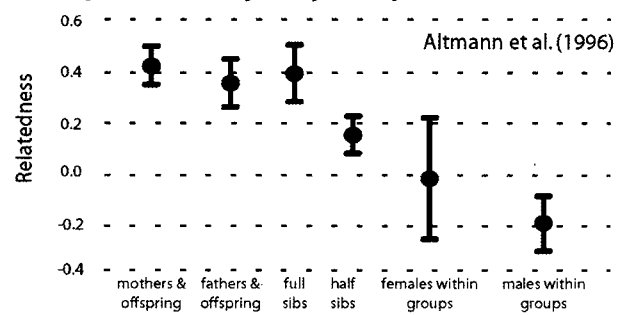 0.6
Altmann et al. (1996)
0.4
0.2
0.0
-0.2
-0.4
Relatedness
mothers &
offspring
fathers &
offspring
full
sibs
half
sibs
females within
groups
males within
groups